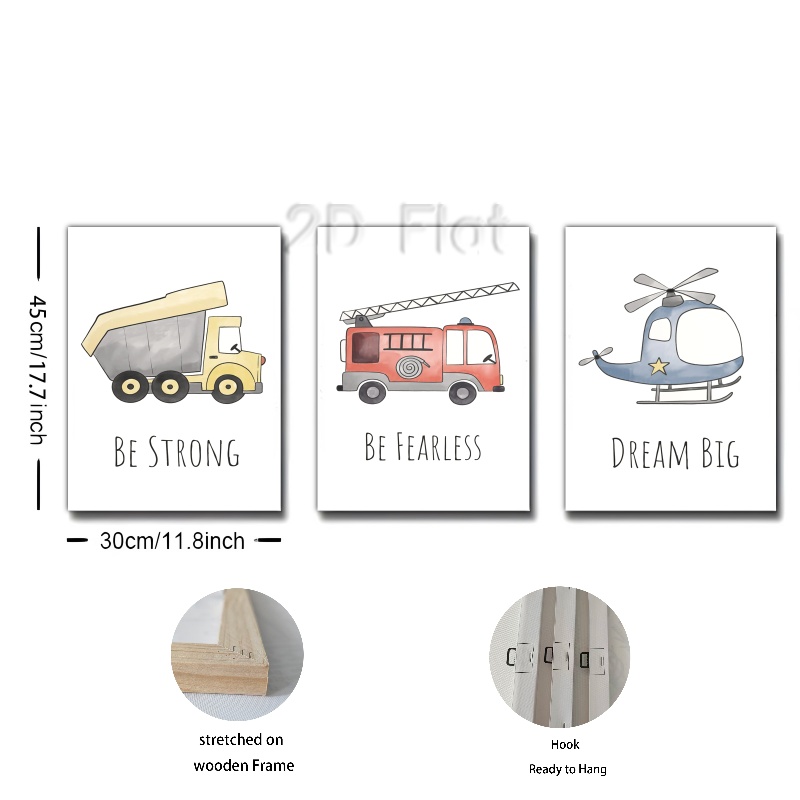 2D Flat
45cm/17.7inch
BE STRONG
BE FEARLESS
DREAM BIG
30cm/11.8inch
stretched on
wooden Frame
Hook
Ready to Hang